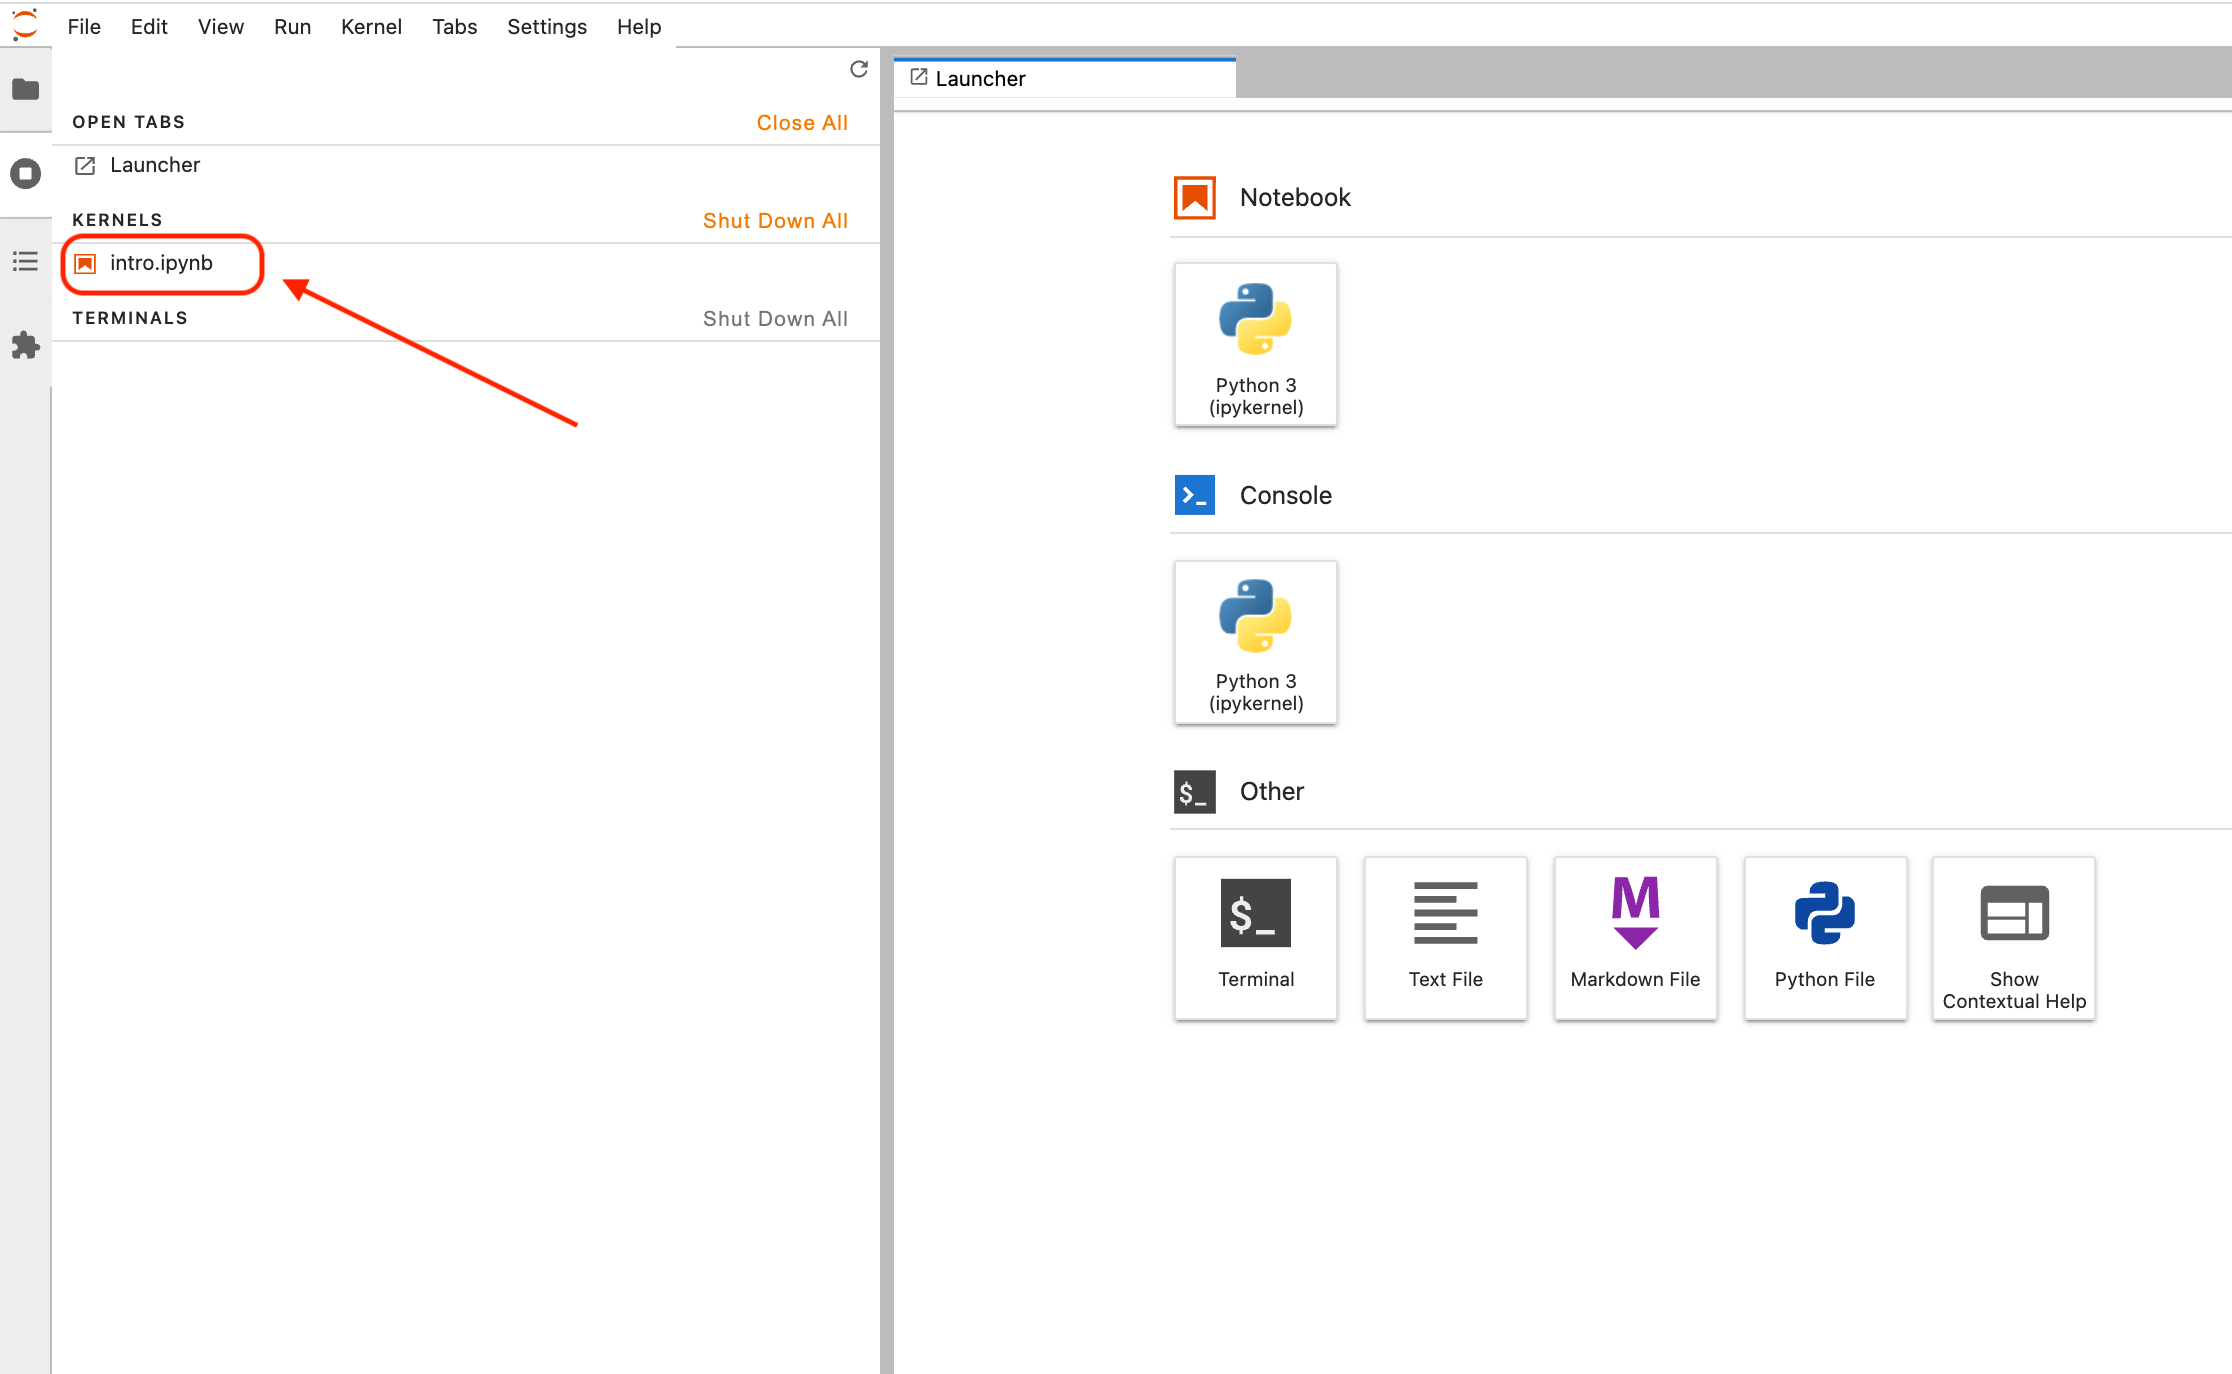 File Edit View Run Kernel Tabs Settings Help
OPEN TABS Close All
Launcher
KERNELS Shut Down All
intro.ipynb
TERMINALS Shut Down All
Launcher
Notebook
Python 3
(ipykernel)
>_ Console
Python 3
(ipykernel)
$_ Other
$_
Terminal
Text File
M
Markdown File
Python File
Show
Contextual Help